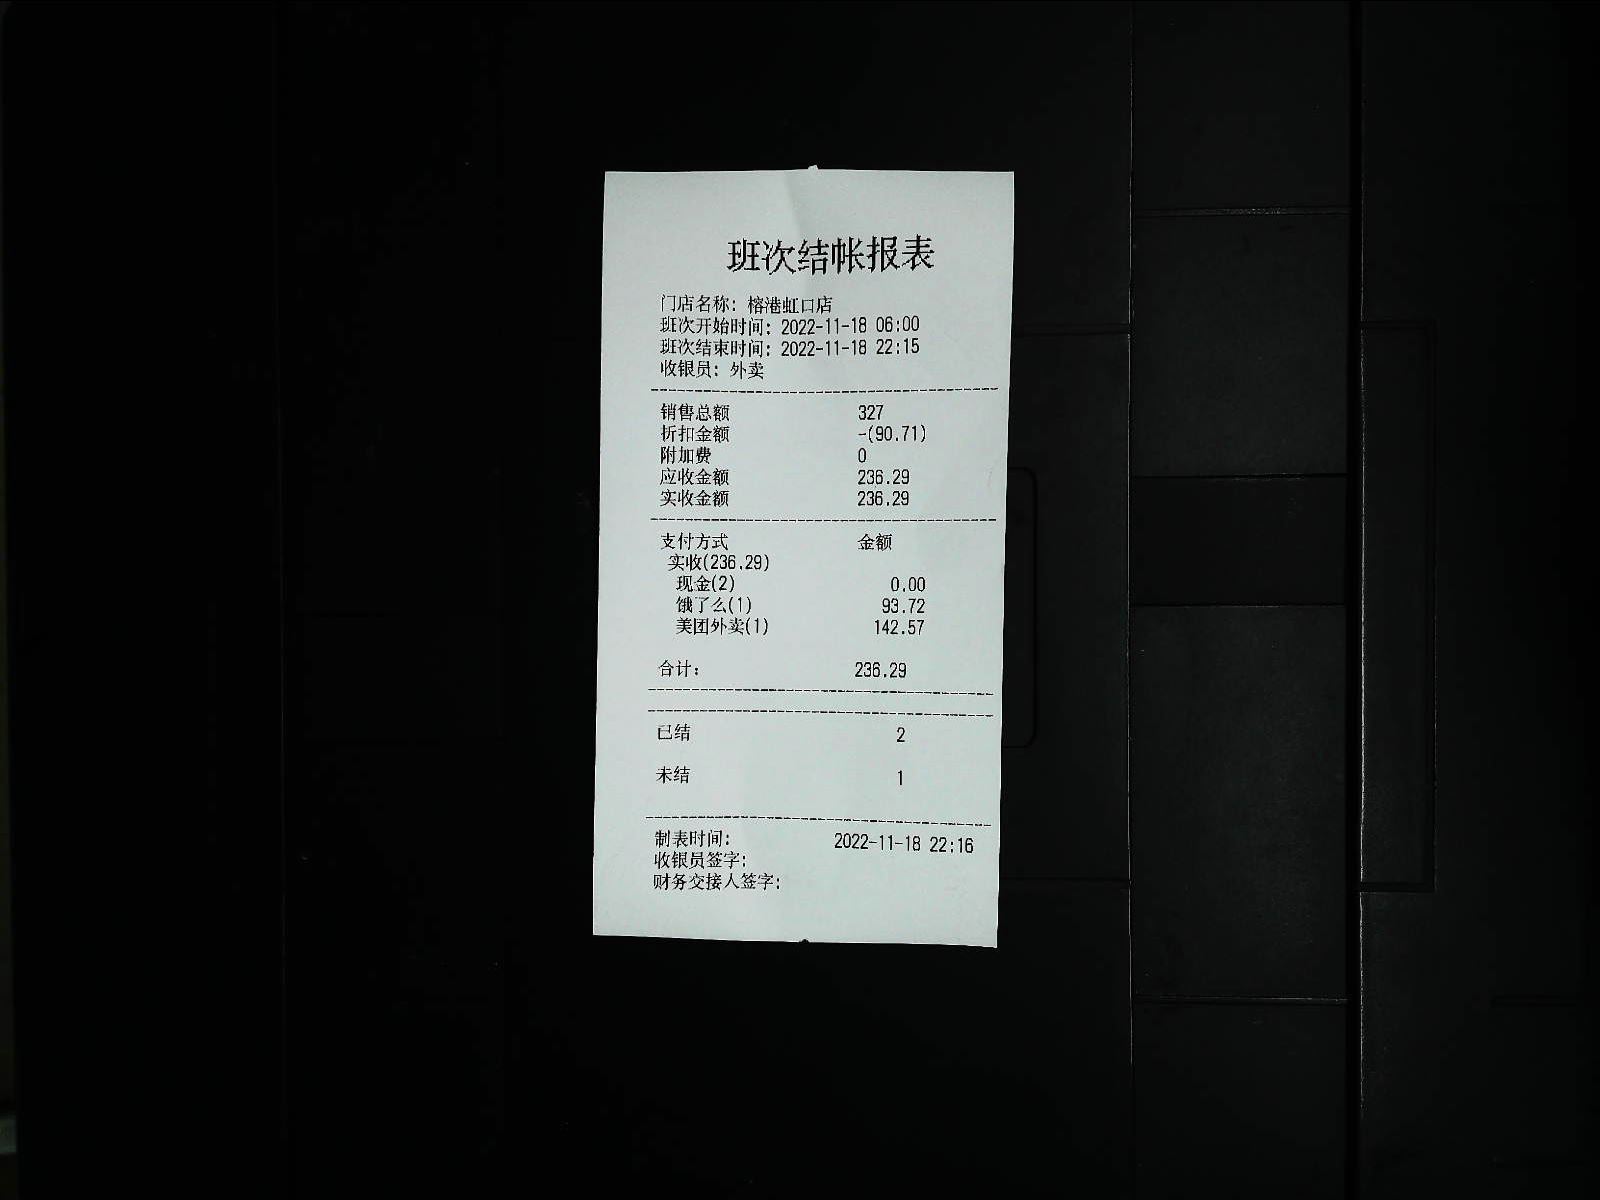 班次结帐报表
门店名称: 榕港虹口店
班次开始时间: 2022-11-18 06:00
班次结束时间: 2022-11-18 22:15
收银员: 外卖
销售总额 327
折扣金额 -(90.71)
附加费 0
应收金额 236.29
实收金额 236.29
支付方式 金额
实收(236.29)
现金(2) 0.00
饿了么(1) 93.72
美团外卖(1) 142.57
合计: 236.29
已结 2
未结 1
制表时间: 2022-11-18 22:16
收银员签字:
财务交接人签字: